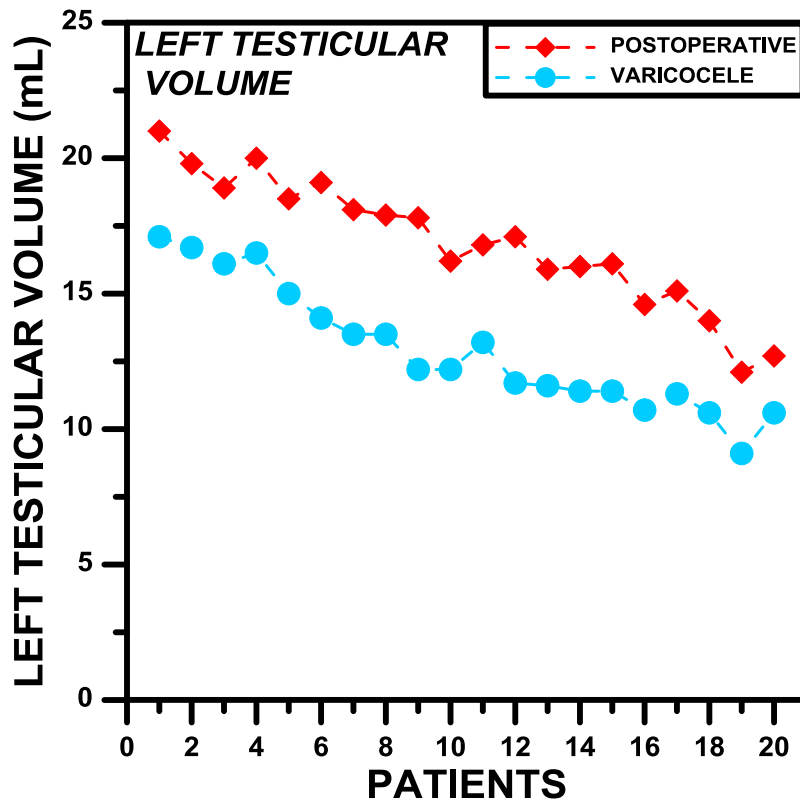 LEFT TESTICULAR
VOLUME
POSTOPERATIVE
VARICOCELE
LEFT TESTICULAR VOLUME (mL)
25
20
15
10
5
0
0 2 4 6 8 10 12 14 16 18 20
PATIENTS